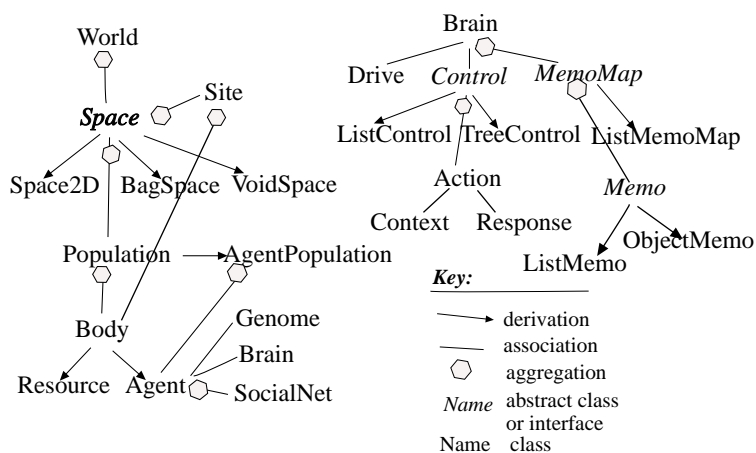 World
Site
Space
Space2D BagSpace VoidSpace
Population AgentPopulation
Body
Genome
Brain
Resource Agent SocialNet
Brain
Drive Control MemoMap
ListControl TreeControl ListMemoMap
Action Memo
Context Response
ObjectMemo
ListMemo
Key:
derivation
association
aggregation
Name abstract class
or interface
Name class